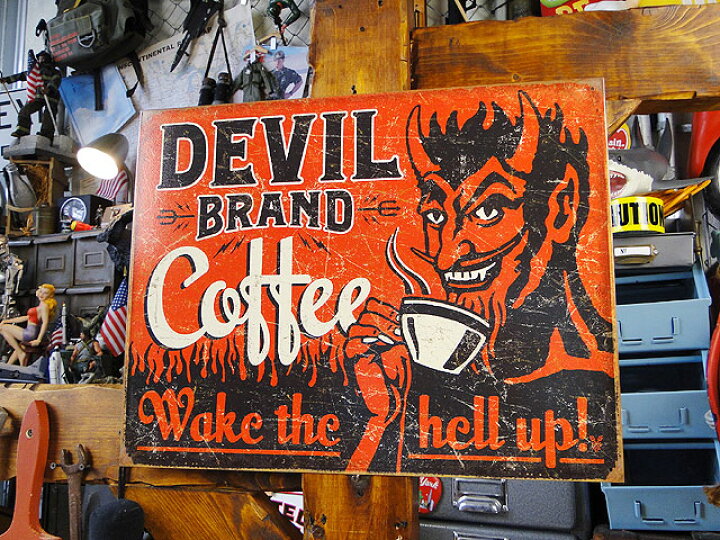 DEVIL
BRAND
Coffee
Wake the hell up!